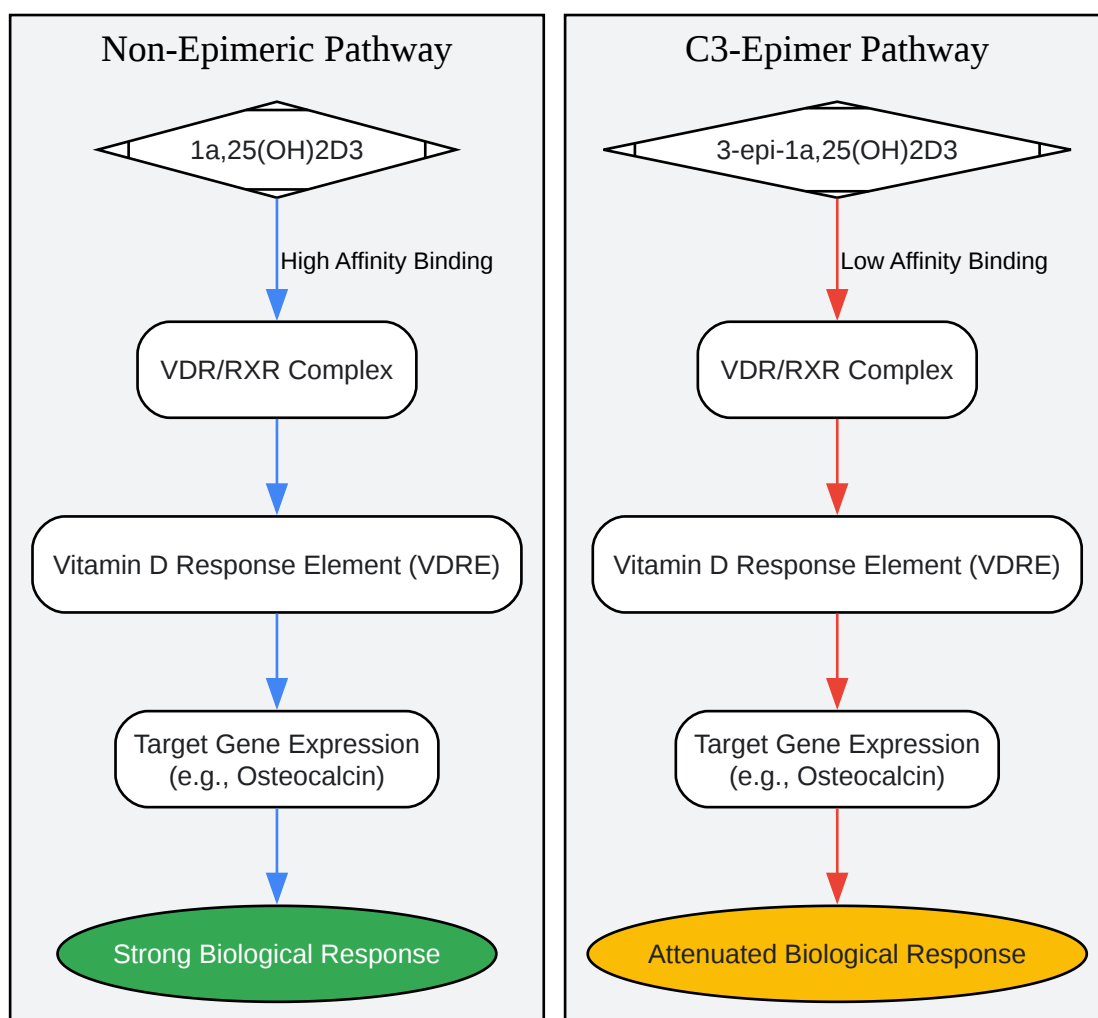 Non-Epimeric Pathway
1a,25(OH)2D3
High Affinity Binding
VDR/RXR Complex
Vitamin D Response Element (VDRE)
Target Gene Expression
(e.g., Osteocalcin)
Strong Biological Response
C3-Epimer Pathway
3-epi-1a,25(OH)2D3
Low Affinity Binding
VDR/RXR Complex
Vitamin D Response Element (VDRE)
Target Gene Expression
(e.g., Osteocalcin)
Attenuated Biological Response